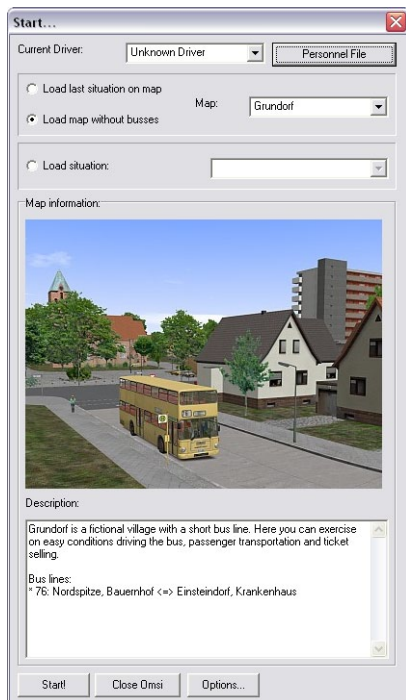 Start...
Current Driver:
Unknown Driver
Personnel File
Load last situation on map
Map:
Grundorf
Load map without busses
Load situation:
Map information:
Description:
Grundorf is a fictional village with a short bus line. Here you can exercise
on easy conditions driving the bus, passenger transportation and ticket
selling.
Bus lines:
* 76: Nordspitze, Bauernhof <=> Einsteindorf, Krankenhaus
Start!
Close Omsi
Options...